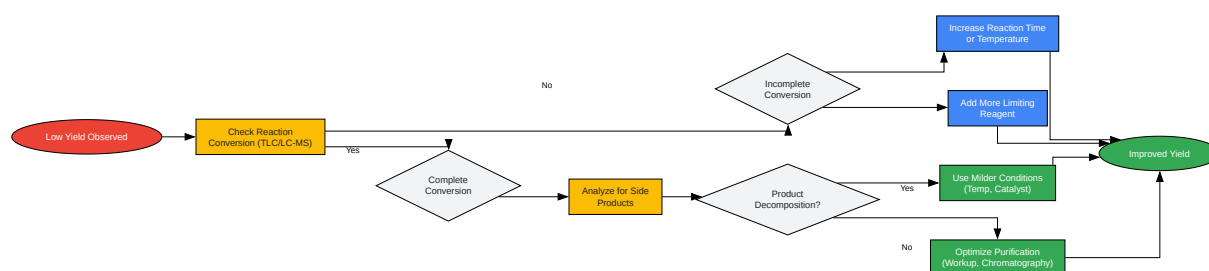 Low Yield Observed
Check Reaction
Conversion (TLC/LC-MS)
No
Yes
Incomplete
Conversion
Increase Reaction Time
or Temperature
Add More Limiting
Reagent
Complete
Conversion
Analyze for Side
Products
Product
Decomposition?
Yes
No
Use Milder Conditions
(Temp, Catalyst)
Optimize Purification
(Workup, Chromatography)
Improved Yield